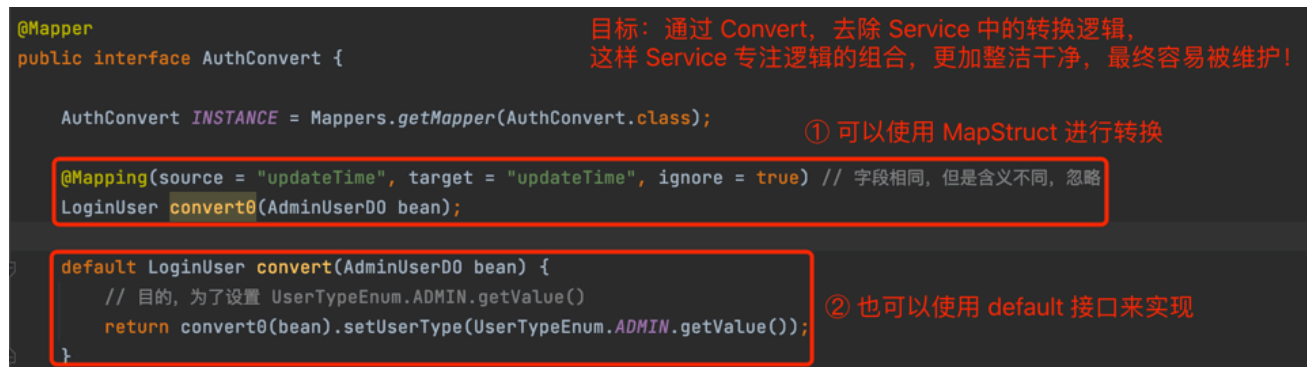 @Mapper
目标：通过 Convert，去除 Service 中的转换逻辑，
public interface AuthConvert {
这样 Service 专注逻辑的组合，更加整洁干净，最终容易被维护！
AuthConvert INSTANCE = Mappers.getMapper(AuthConvert.class);
① 可以使用 MapStruct 进行转换
@Mapping(source = "updateTime", target = "updateTime", ignore = true) // 字段相同，但是含义不同，忽略
LoginUser convert0(AdminUserDO bean);
default LoginUser convert(AdminUserDO bean) {
// 目的，为了设置 UserTypeEnum.ADMIN.getValue()
② 也可以使用 default 接口来实现
return convert0(bean).setUserType(UserTypeEnum.ADMIN.getValue());
}